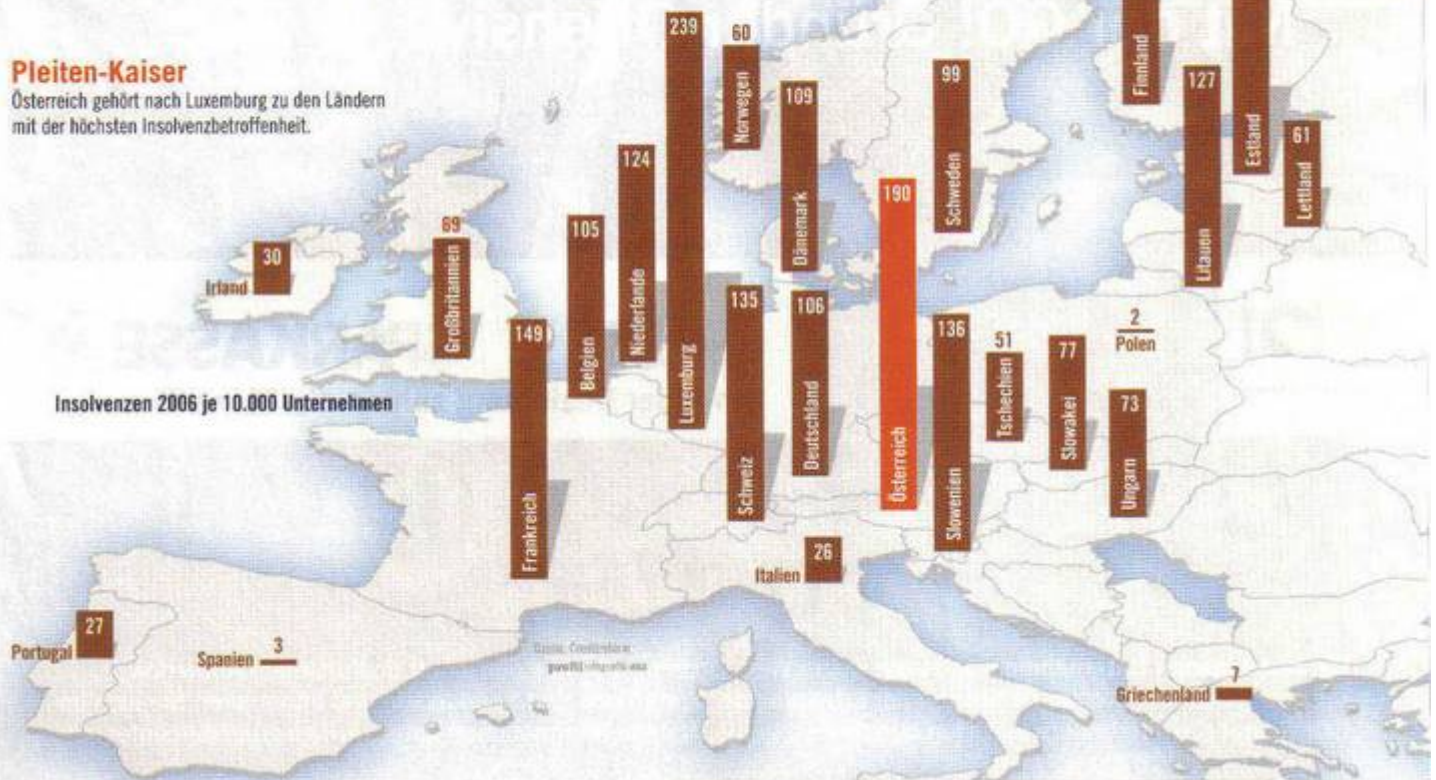 Pleiten-Kaiser
Österreich gehört nach Luxemburg zu den Ländern
mit der höchsten Insolvenzbetroffenheit.
239
Luxemburg
60
Norwegen
109
Dänemark
99
Schweden
Finnland
127
Litauen
Estland
61
Lettland
124
Niederlande
105
Belgien
190
Österreich
30
Irland
69
Großbritannien
149
Frankreich
135
Schweiz
106
Deutschland
136
Slowenien
51
Tschechien
77
Slowakei
2
Polen
73
Ungarn
Insolvenzen 2006 je 10.000 Unternehmen
26
Italien
27
Portugal
3
Spanien
7
Griechenland
profil